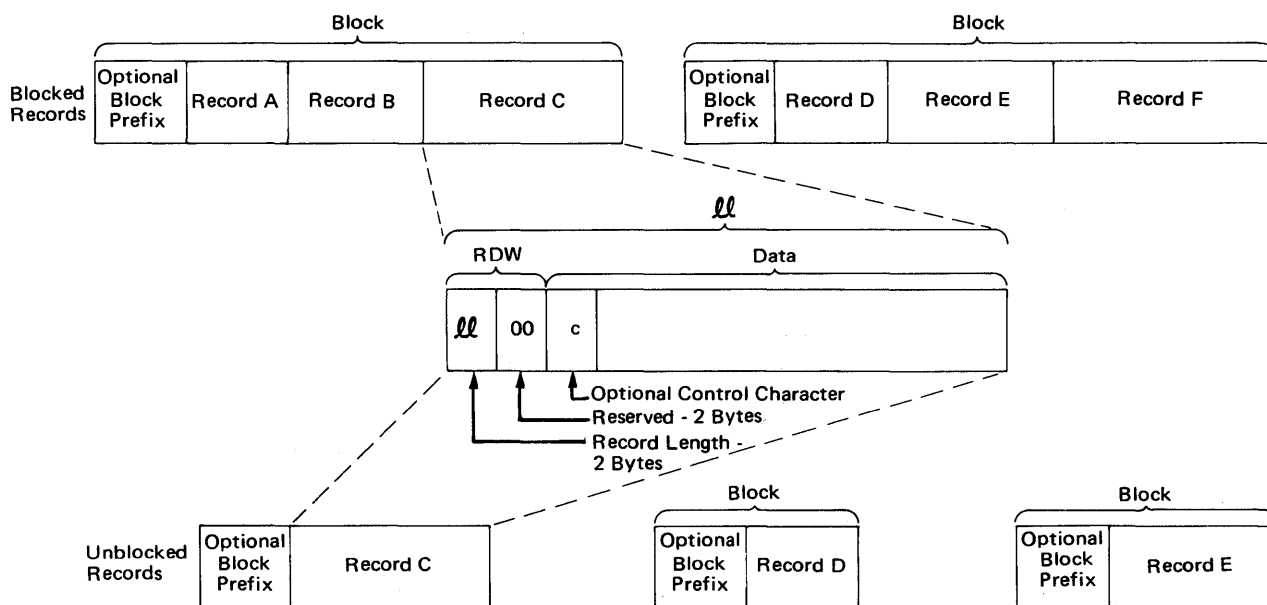 Block
Block
Blocked
Records
Optional
Block
Prefix
Record A
Record B
Record C
Optional
Block
Prefix
Record D
Record E
Record F
ll
RDW
Data
ll
00
c
Optional Control Character
Reserved - 2 Bytes
Record Length -
2 Bytes
Block
Block
Unblocked
Records
Optional
Block
Prefix
Record C
Optional
Block
Prefix
Record D
Optional
Block
Prefix
Record E